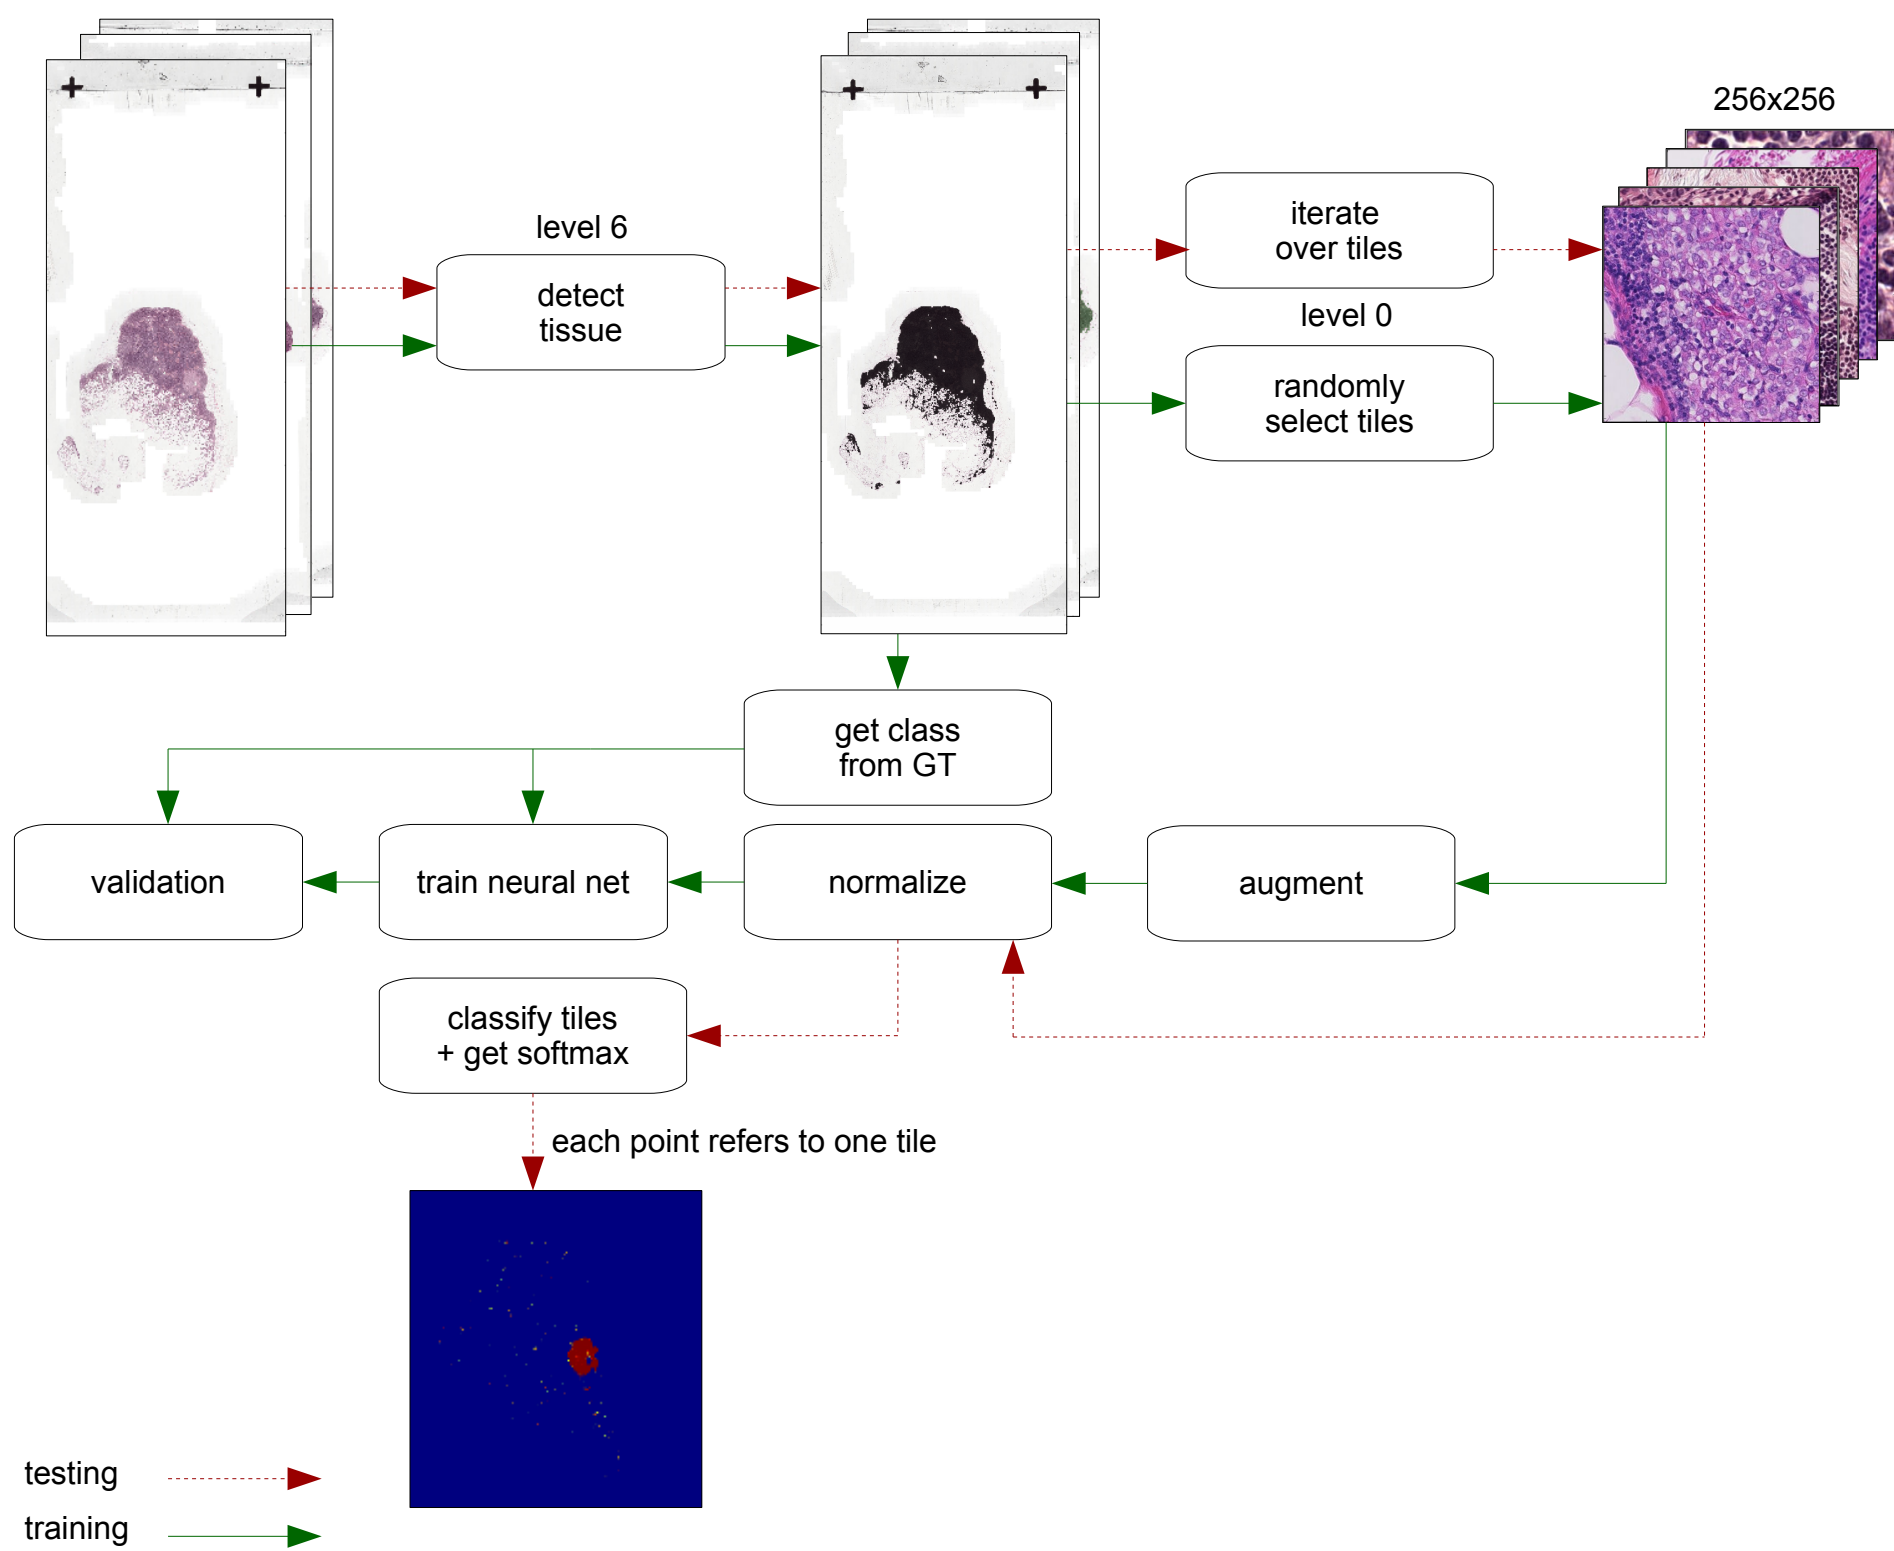 256x256
level 6
detect
tissue
iterate
over tiles
level 0
randomly
select tiles
get class
from GT
validation
train neural net
normalize
augment
classify tiles
+ get softmax
each point refers to one tile
testing
training